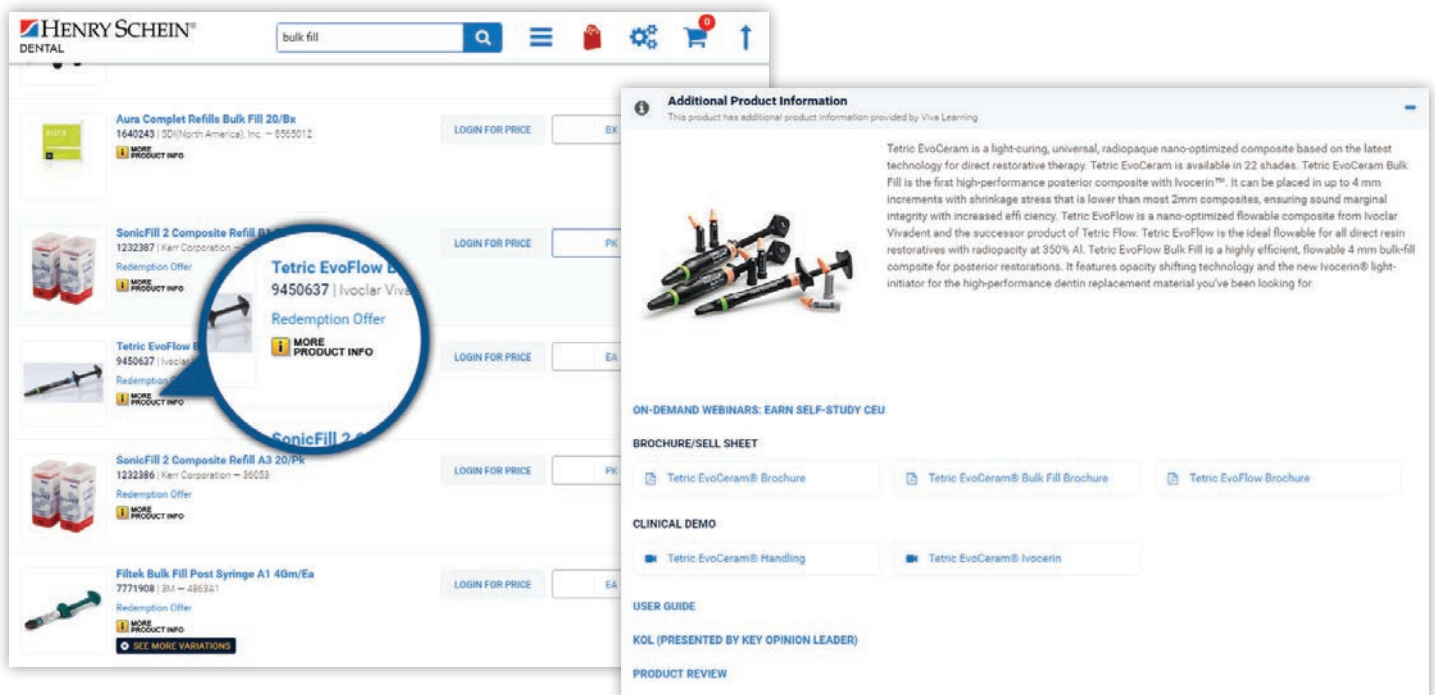 HENRY SCHEIN®
DENTAL
bulk fill
0
aura
Aura Complet Refills Bulk Fill 20/Bx
1640243 | SDI(North America), Inc. — 8565012
MORE
PRODUCT INFO
LOGIN FOR PRICE
BX
SonicFill 2 Composite Refill
1232387 | Kerr Corporation —
Redemption Offer
MORE
PRODUCT INFO
LOGIN FOR PRICE
PK
Tetric EvoFlow B
9450637 | Ivoclar Viva
Redemption Offer
MORE
PRODUCT INFO
SonicFill 2
Tetric EvoFlow
9450637 | Ivoclar
Redemption
MORE
PRODUCT INFO
LOGIN FOR PRICE
EA
SonicFill 2 Composite Refill A3 20/Pk
1232386 | Kerr Corporation — 36053
Redemption Offer
MORE
PRODUCT INFO
LOGIN FOR PRICE
PK
Filtek Bulk Fill Post Syringe A1 4Gm/Ea
7771908 | 3M — 4863A1
Redemption Offer
MORE
PRODUCT INFO
SEE MORE VARIATIONS
LOGIN FOR PRICE
EA
Additional Product Information
This product has additional product information provided by Viva Learning
Tetric EvoCeram is a light-curing, universal, radiopaque nano-optimized composite based on the latest
technology for direct restorative therapy. Tetric EvoCeram is available in 22 shades. Tetric EvoCeram Bulk
Fill is the first high-performance posterior composite with Ivocerin™. It can be placed in up to 4 mm
increments with shrinkage stress that is lower than most 2mm composites, ensuring sound marginal
integrity with increased effi ciency. Tetric EvoFlow is a nano-optimized flowable composite from Ivoclar
Vivadent and the successor product of Tetric Flow. Tetric EvoFlow is the ideal flowable for all direct resin
restoratives with radiopacity at 350% Al. Tetric EvoFlow Bulk Fill is a highly efficient, flowable 4 mm bulk-fill
compsite for posterior restorations. It features opacity shifting technology and the new Ivocerin® light-
initiator for the high-performance dentin replacement material you've been looking for.
ON-DEMAND WEBINARS: EARN SELF-STUDY CEU
BROCHURE/SELL SHEET
Tetric EvoCeram® Brochure
Tetric EvoCeram® Bulk Fill Brochure
Tetric EvoFlow Brochure
CLINICAL DEMO
Tetric EvoCeram® Handling
Tetric EvoCeram® Ivocerin
USER GUIDE
KOL (PRESENTED BY KEY OPINION LEADER)
PRODUCT REVIEW